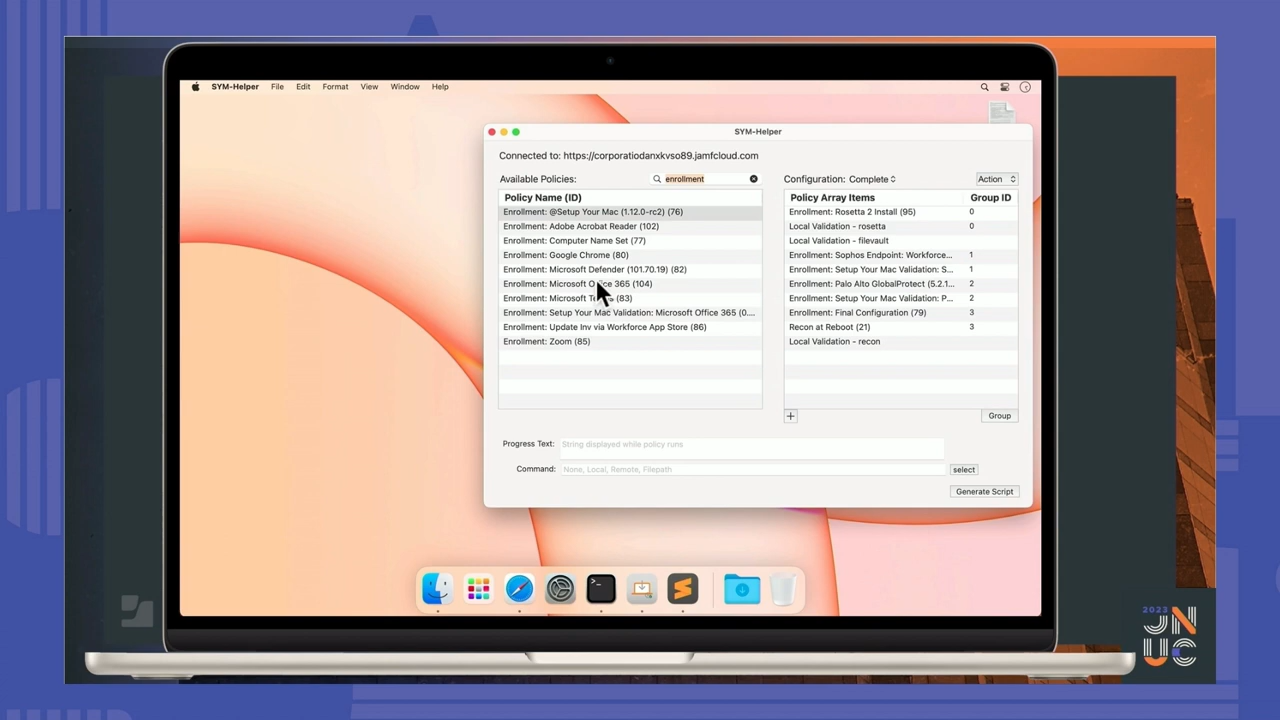 SYM-Helper File Edit Format View Window Help
SYM-Helper
Connected to: https://corporatiodanxkvso89.jamfcloud.com
Available Policies: enrollment
Configuration: Complete Action
Policy Name (ID)
Enrollment: @Setup Your Mac (1.12.0-rc2) (76)
Enrollment: Adobe Acrobat Reader (102)
Enrollment: Computer Name Set (77)
Enrollment: Google Chrome (80)
Enrollment: Microsoft Defender (101.70.19) (82)
Enrollment: Microsoft O ce 365 (104)
Enrollment: Microsoft (83)
Enrollment: Setup Your Mac Validation: Microsoft Office 365 (0....
Enrollment: Update Inv via Workforce App Store (86)
Enrollment: Zoom (85)
Policy Array Items Group ID
Enrollment: Rosetta 2 Install (95) 0
Local Validation - rosetta 0
Local Validation - filevault
Enrollment: Sophos Endpoint: Workforce... 1
Enrollment: Setup Your Mac Validation: S... 1
Enrollment: Palo Alto GlobalProtect (5.2.1... 2
Enrollment: Setup Your Mac Validation: P... 2
Enrollment: Final Configuration (79) 3
Recon at Reboot (21) 3
Local Validation - recon
+ Group
Progress Text: String displayed while policy runs
Command: None, Local, Remote, Filepath select
Generate Script
2023
JN
UC